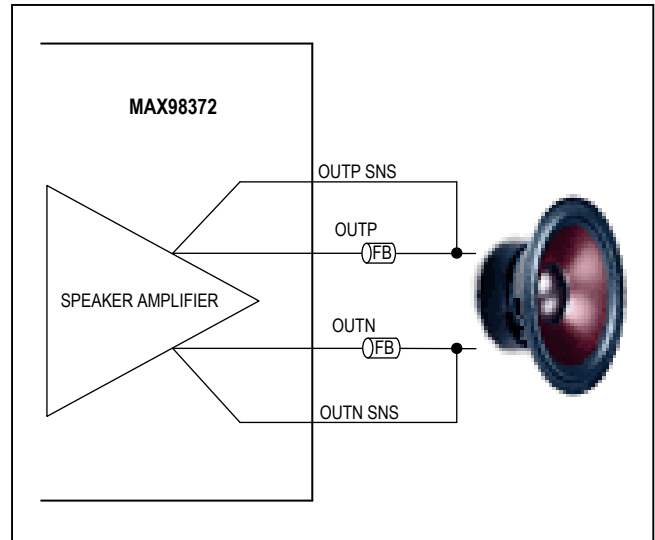 MAX98372
OUTP SNS
OUTP
FB
SPEAKER AMPLIFIER
OUTN
FB
OUTN SNS